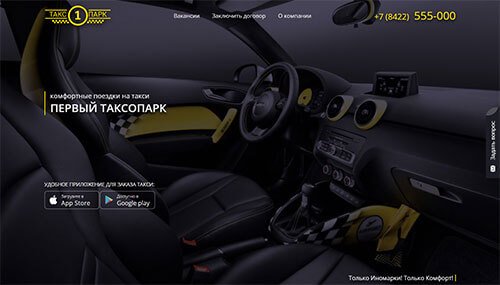 ТАКС 1 ПАРК
Вакансии Заключить договор О компании
+7 (8422) 555-000
комфортные поездки на такси
ПЕРВЫЙ ТАКСОПАРК
Задать вопрос
УДОБНОЕ ПРИЛОЖЕНИЕ ДЛЯ ЗАКАЗА ТАКСИ:
Загрузите в
App Store
Доступно в
Google play
Только Иномарки! Только Комфорт!